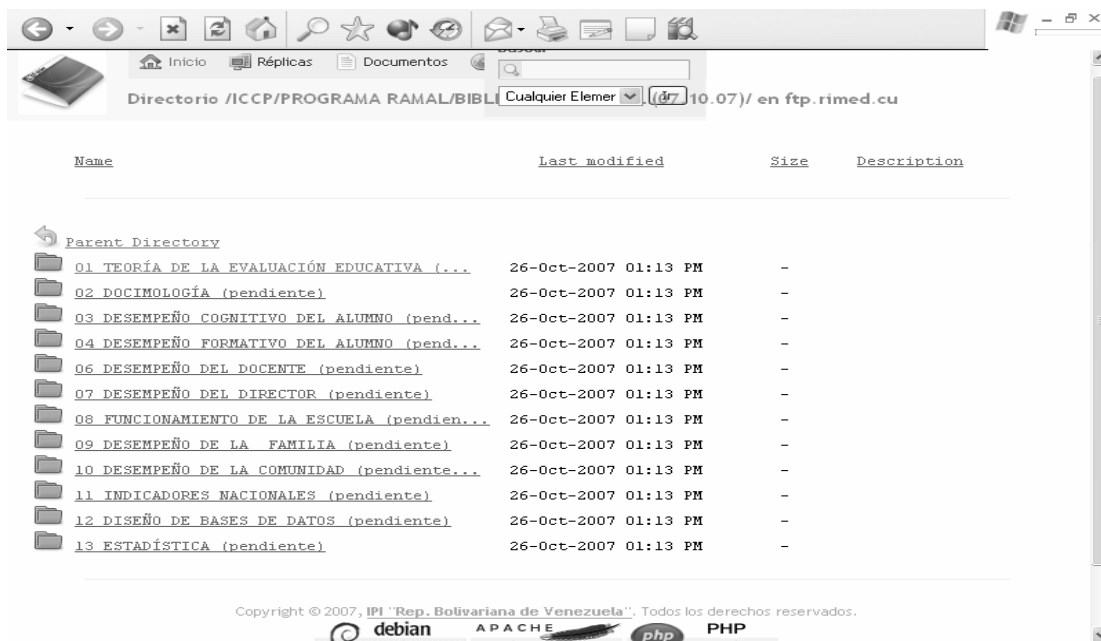 Buscar
Inicio Réplicas Documentos
Directorio /ICCP/PROGRAMA RAMAL/BIBL Cualquier Elemer Ir 10.07)/ en ftp.rimed.cu
Name Last modified Size Description
Parent Directory
01 TEORÍA DE LA EVALUACIÓN EDUCATIVA (... 26-Oct-2007 01:13 PM -
02 DOCIMOLOGÍA (pendiente) 26-Oct-2007 01:13 PM -
03 DESEMPEÑO COGNITIVO DEL ALUMNO (pend... 26-Oct-2007 01:13 PM -
04 DESEMPEÑO FORMATIVO DEL ALUMNO (pend... 26-Oct-2007 01:13 PM -
06 DESEMPEÑO DEL DOCENTE (pendiente) 26-Oct-2007 01:13 PM -
07 DESEMPEÑO DEL DIRECTOR (pendiente) 26-Oct-2007 01:13 PM -
08 FUNCIONAMIENTO DE LA ESCUELA (pendien... 26-Oct-2007 01:13 PM -
09 DESEMPEÑO DE LA FAMILIA (pendiente) 26-Oct-2007 01:13 PM -
10 DESEMPEÑO DE LA COMUNIDAD (pendiente... 26-Oct-2007 01:13 PM -
11 INDICADORES NACIONALES (pendiente) 26-Oct-2007 01:13 PM -
12 DISEÑO DE BASES DE DATOS (pendiente) 26-Oct-2007 01:13 PM -
13 ESTADÍSTICA (pendiente) 26-Oct-2007 01:13 PM -
Copyright © 2007, IPI "Rep. Bolivariana de Venezuela". Todos los derechos reservados.
debian APACHE php PHP